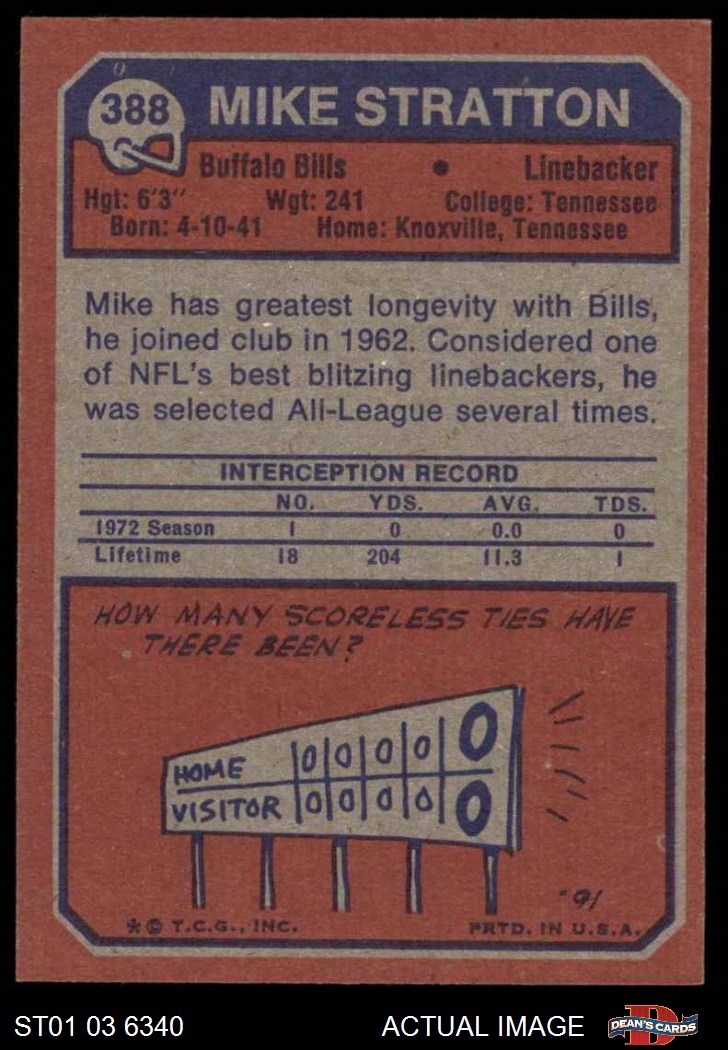 388 MIKE STRATTON
Buffalo Bills • Linebacker
Hgt: 6'3" Wgt: 241 College: Tennessee
Born: 4-10-41 Home: Knoxville, Tennessee
Mike has greatest longevity with Bills,
he joined club in 1962. Considered one
of NFL's best blitzing linebackers, he
was selected All-League several times.
INTERCEPTION RECORD
NO. YDS. AVG. TDS.
1972 Season 1 0 0.0 0
Lifetime 18 204 11.3 1
HOW MANY SCORELESS TIES HAVE
THERE BEEN?
HOME 0 0 0 0 0
VISITOR 0 0 0 0 0
91
* © T.C.G., INC. PRTD. IN U.S.A.
ST01 03 6340 ACTUAL IMAGE D DEAN'S CARDS